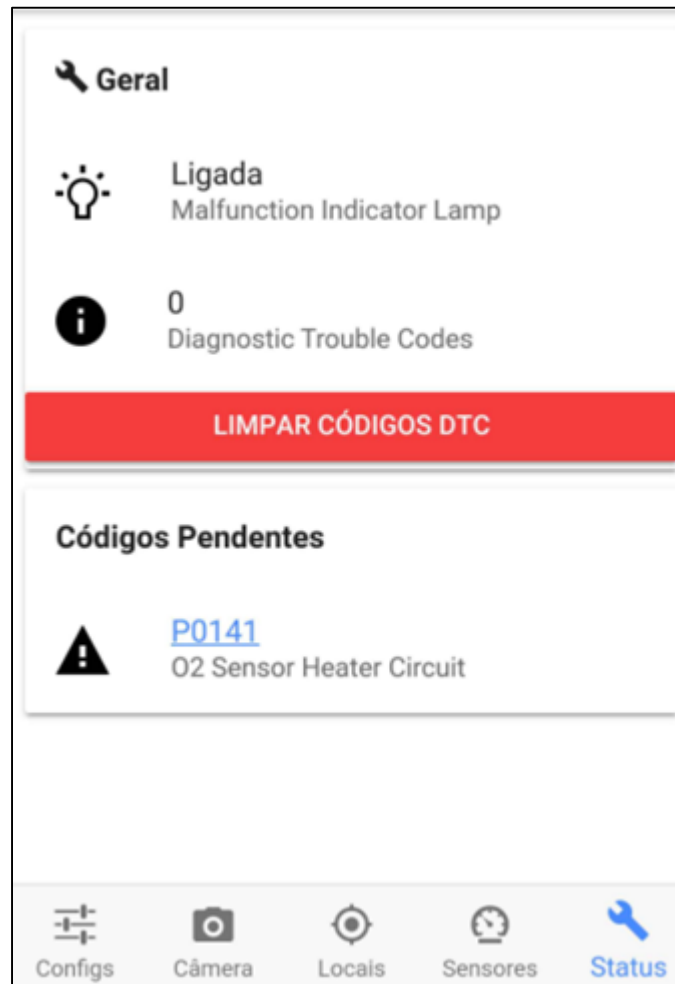 Geral
Ligada
Malfunction Indicator Lamp
0
Diagnostic Trouble Codes
LIMPAR CÓDIGOS DTC
Códigos Pendentes
P0141
O2 Sensor Heater Circuit
Configs
Câmera
Locais
Sensores
Status